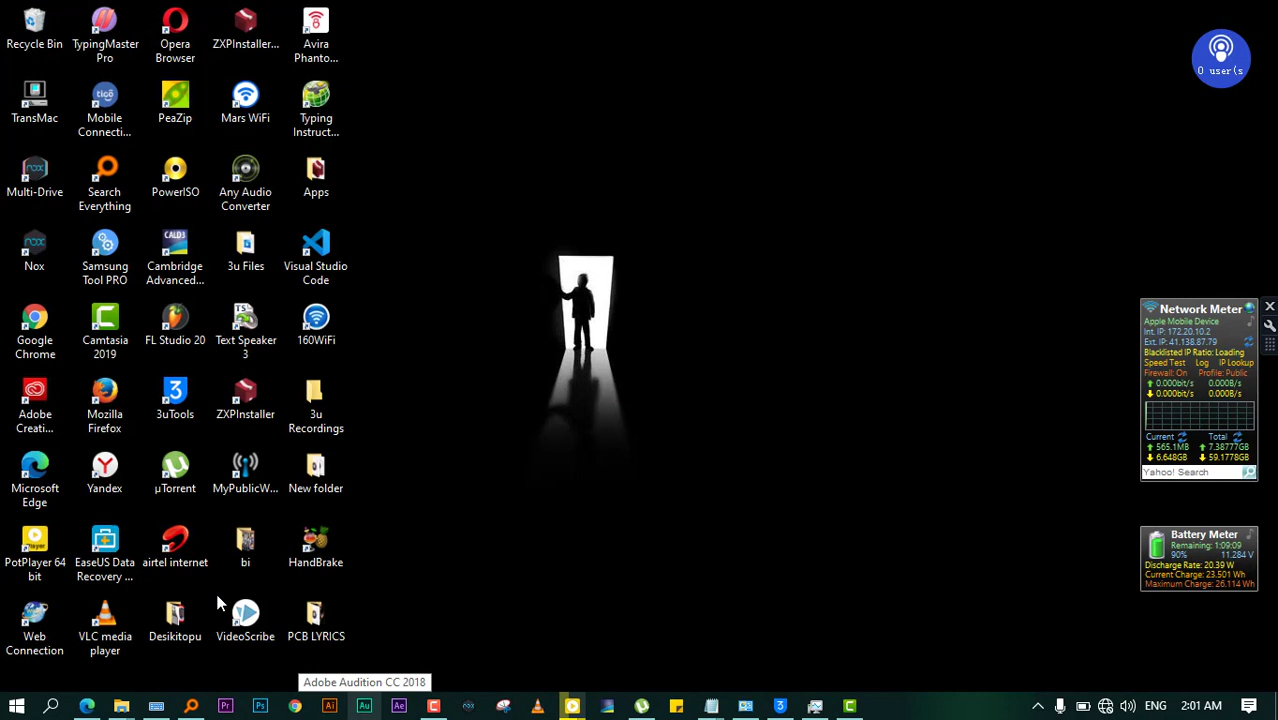 Recycle Bin
TypingMaster Pro
Opera Browser
ZXPInstaller...
Avira Phanto...
TransMac
Mobile Connecti...
PeaZip
Mars WiFi
Typing Instruct...
Multi-Drive
Search Everything
PowerISO
Any Audio Converter
Apps
Nox
Samsung Tool PRO
Cambridge Advanced...
3u Files
Visual Studio Code
Google Chrome
Camtasia 2019
FL Studio 20
Text Speaker 3
160WiFi
Adobe Creati...
Mozilla Firefox
3uTools
ZXPInstaller
3u Recordings
Microsoft Edge
Yandex
µTorrent
MyPublicW...
New folder
PotPlayer 64 bit
EaseUS Data Recovery ...
airtel internet
bi
HandBrake
Web Connection
VLC media player
Desikitopu
VideoScribe
PCB LYRICS
0 user(s
Network Meter
Apple Mobile Device
Int. IP: 172.20.10.2
Ext. IP: 41.138.87.79
Blacklisted IP Ratio: Loading
Speed Test Log IP Lookup
Firewall: On Profile: Public
0.000bit/s 0.000B/s
0.000bit/s 0.000B/s
Current Total
565.1MB 7.38777GB
6.648GB 59.1778GB
Yahoo! Search
Battery Meter
Remaining: 1:09:09
90% 11.284 V
Discharge Rate: 20.39 W
Current Charge: 23.501 Wh
Maximum Charge: 26.114 Wh
Adobe Audition CC 2018
Pr
Ps
Ai
Au
Ae
ENG
2:01 AM